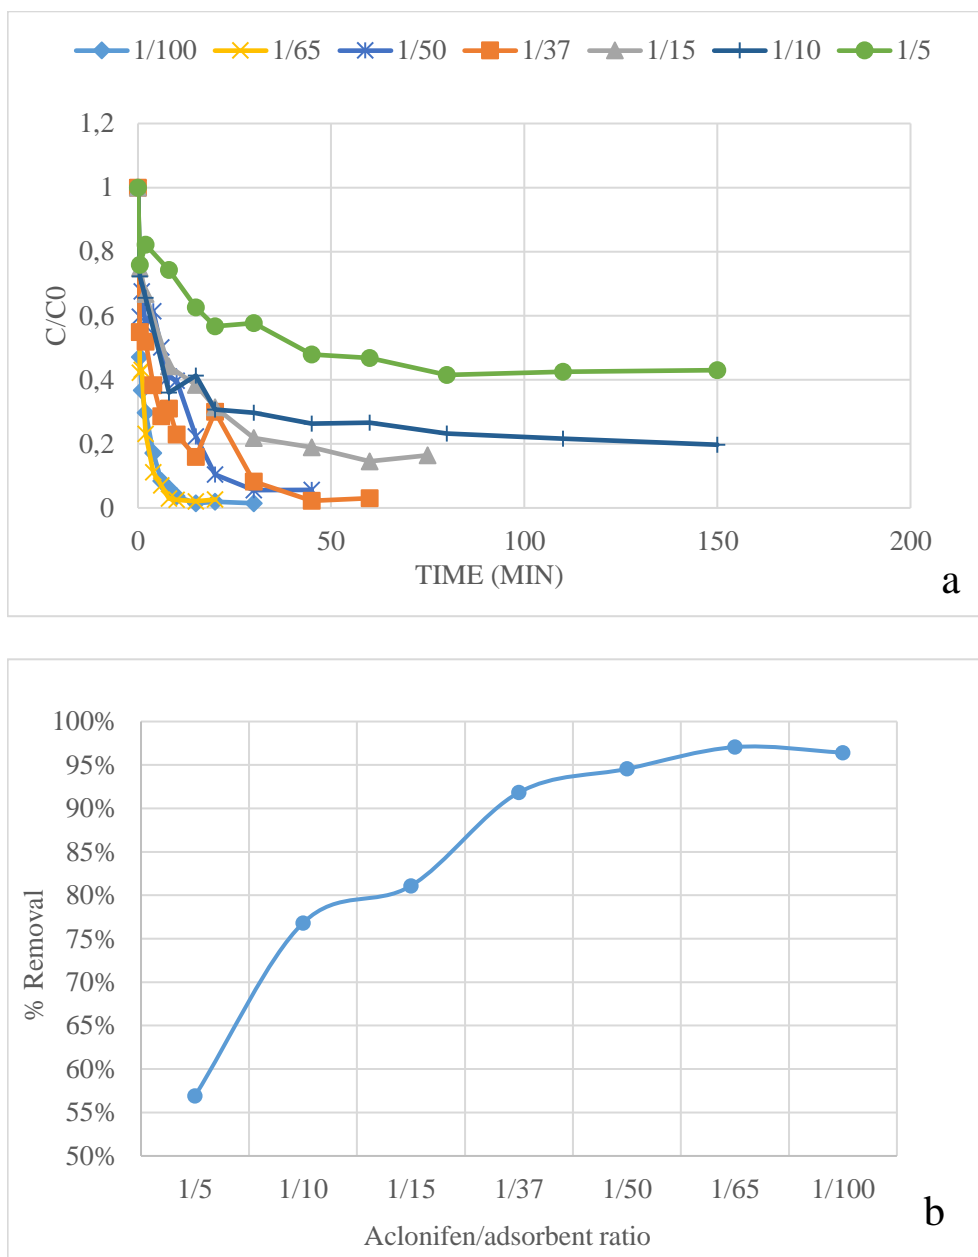 1/100 1/65 1/50 1/37 1/15 1/10 1/5
1,2
1
0,8
0,6
0,4
0,2
0
C/C0
0 50 100 150 200
TIME (MIN)
a
100%
95%
90%
85%
80%
75%
70%
65%
60%
55%
50%
% Removal
1/5 1/10 1/15 1/37 1/50 1/65 1/100
Aclonifen/adsorbent ratio
b